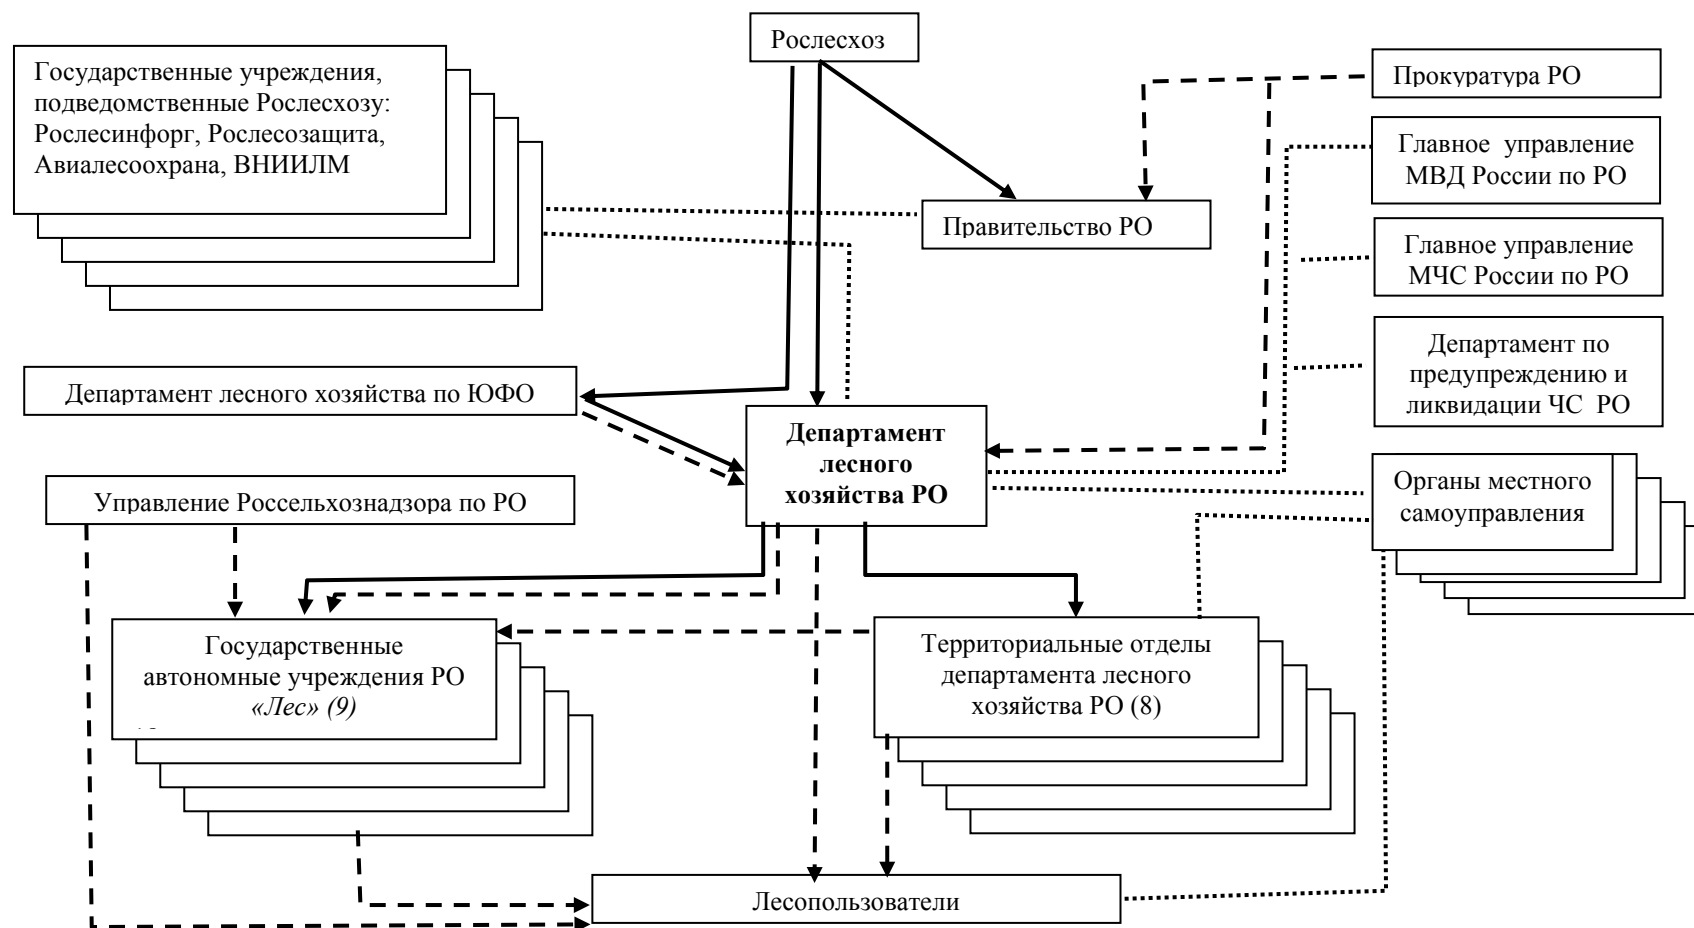 Рослесхоз
Государственные учреждения,
подведомственные Рослесхозу:
Рослесинфорг, Рослесозащита,
Авиалесоохрана, ВНИИЛМ
Прокуратура РО
Главное управление
МВД России по РО
Правительство РО
Главное управление
МЧС России по РО
Департамент по
предупреждению и
ликвидации ЧС РО
Департамент лесного хозяйства по ЮФО
Департамент
лесного
хозяйства РО
Управление Россельхознадзора по РО
Органы местного
самоуправления
Государственные
автономные учреждения РО
«Лес» (9)
Территориальные отделы
департамента лесного
хозяйства РО (8)
Лесопользователи